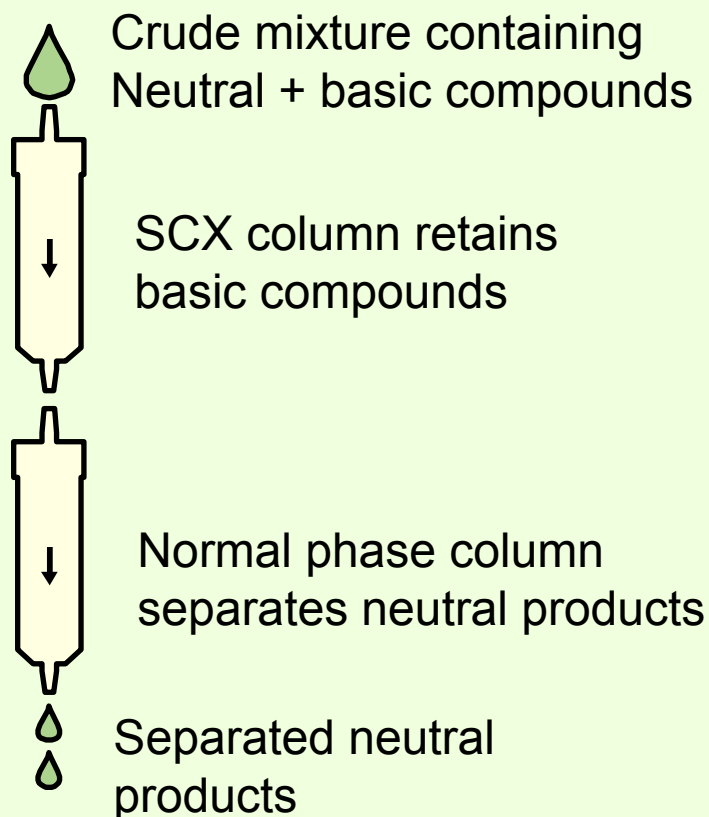 Crude mixture containing
Neutral + basic compounds
SCX column retains
basic compounds
Normal phase column
separates neutral products
Separated neutral
products